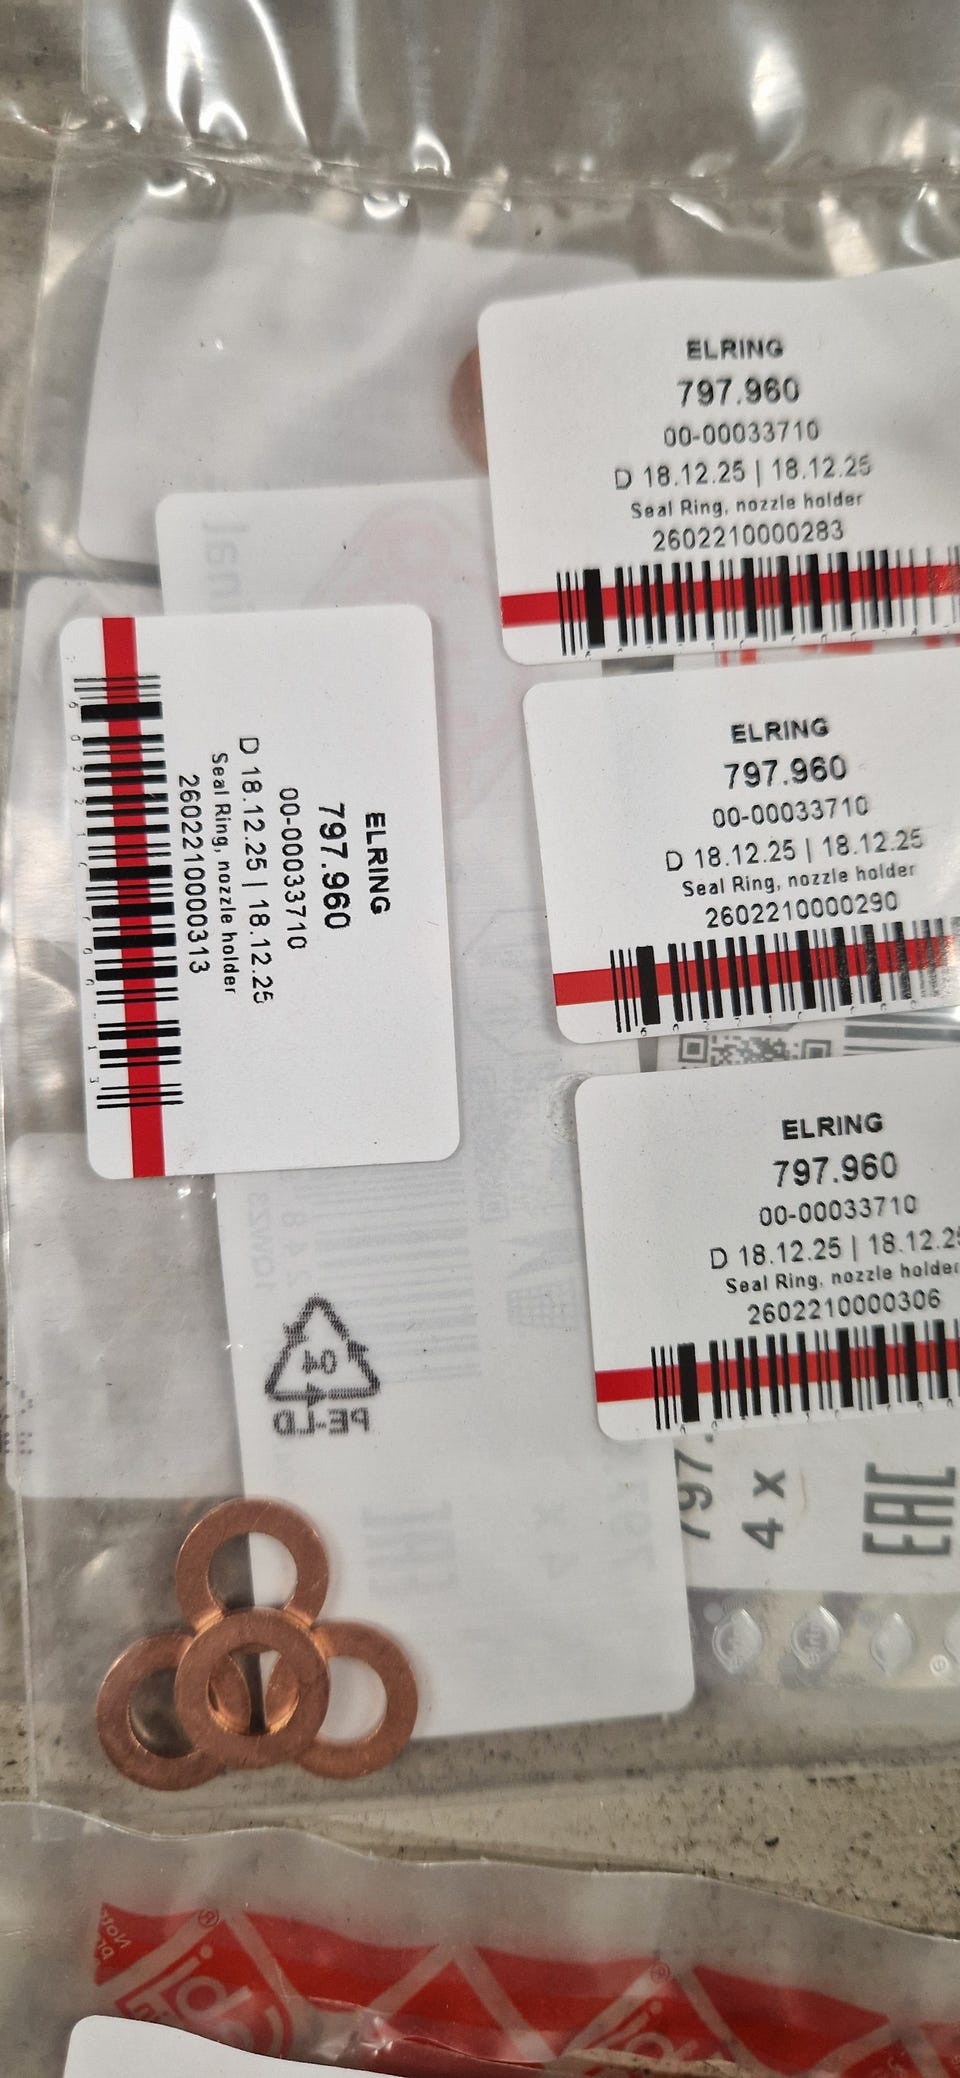 ELRING
797.960
00-00033710
D 18.12.25 | 18.12.25
Seal Ring, nozzle holder
2602210000283
ELRING
797.960
00-00033710
D 18.12.25 | 18.12.25
Seal Ring, nozzle holder
2602210000290
ELRING
797.960
00-00033710
D 18.12.25 | 18.12.25
Seal Ring, nozzle holder
2602210000313
ELRING
797.960
00-00033710
D 18.12.25 | 18.12.25
Seal Ring, nozzle holder
2602210000306
04
PE-LD
797.
4 x
EAC